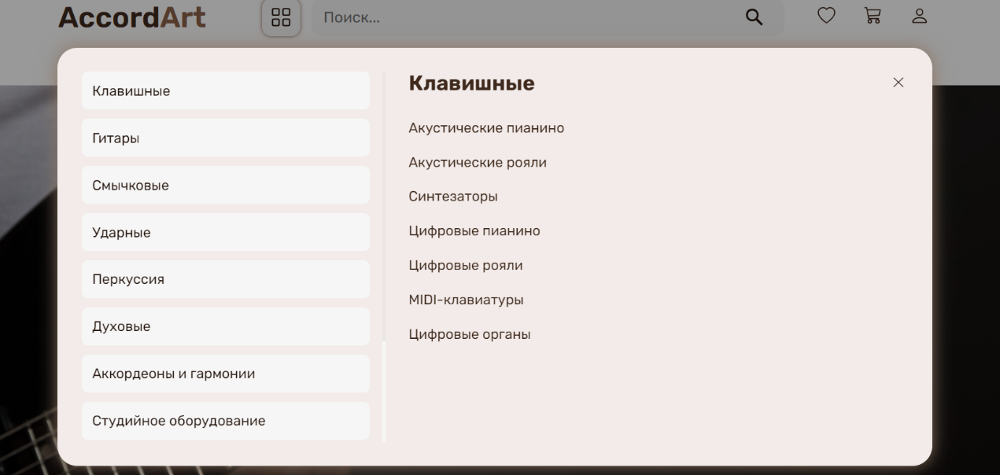 AccordArt
Поиск...
Клавишные
Гитары
Смычковые
Ударные
Перкуссия
Духовые
Аккордеоны и гармонии
Студийное оборудование
Клавишные
Акустические пианино
Акустические рояли
Синтезаторы
Цифровые пианино
Цифровые рояли
MIDI-клавиатуры
Цифровые органы